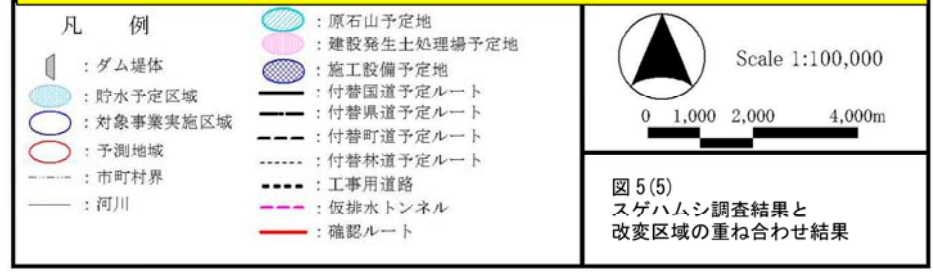 凡 例
：ダム堤体
：貯水予定区域
：対象事業実施区域
：予測地域
：市町村界
：河川
：原石山予定地
：建設発生土処理場予定地
：施工設備予定地
：付替国道予定ルート
：付替県道予定ルート
：付替町道予定ルート
：付替林道予定ルート
：工事用道路
：仮排水トンネル
：確認ルート
Scale 1:100,000
0 1,000 2,000 4,000m
図 5(5)
スゲハムシ調査結果と
改変区域の重ね合わせ結果